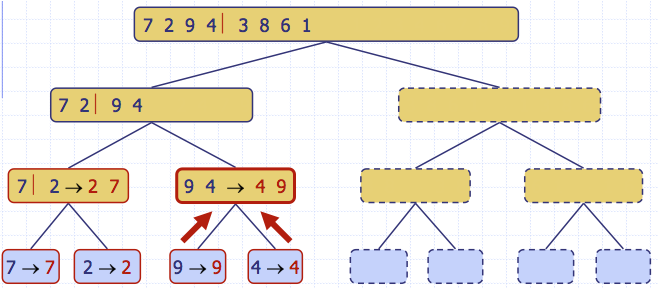 7 2 9 4 | 3 8 6 1
7 2 | 9 4
7 | 2 → 2 7
9 4 → 4 9
7 → 7
2 → 2
9 → 9
4 → 4